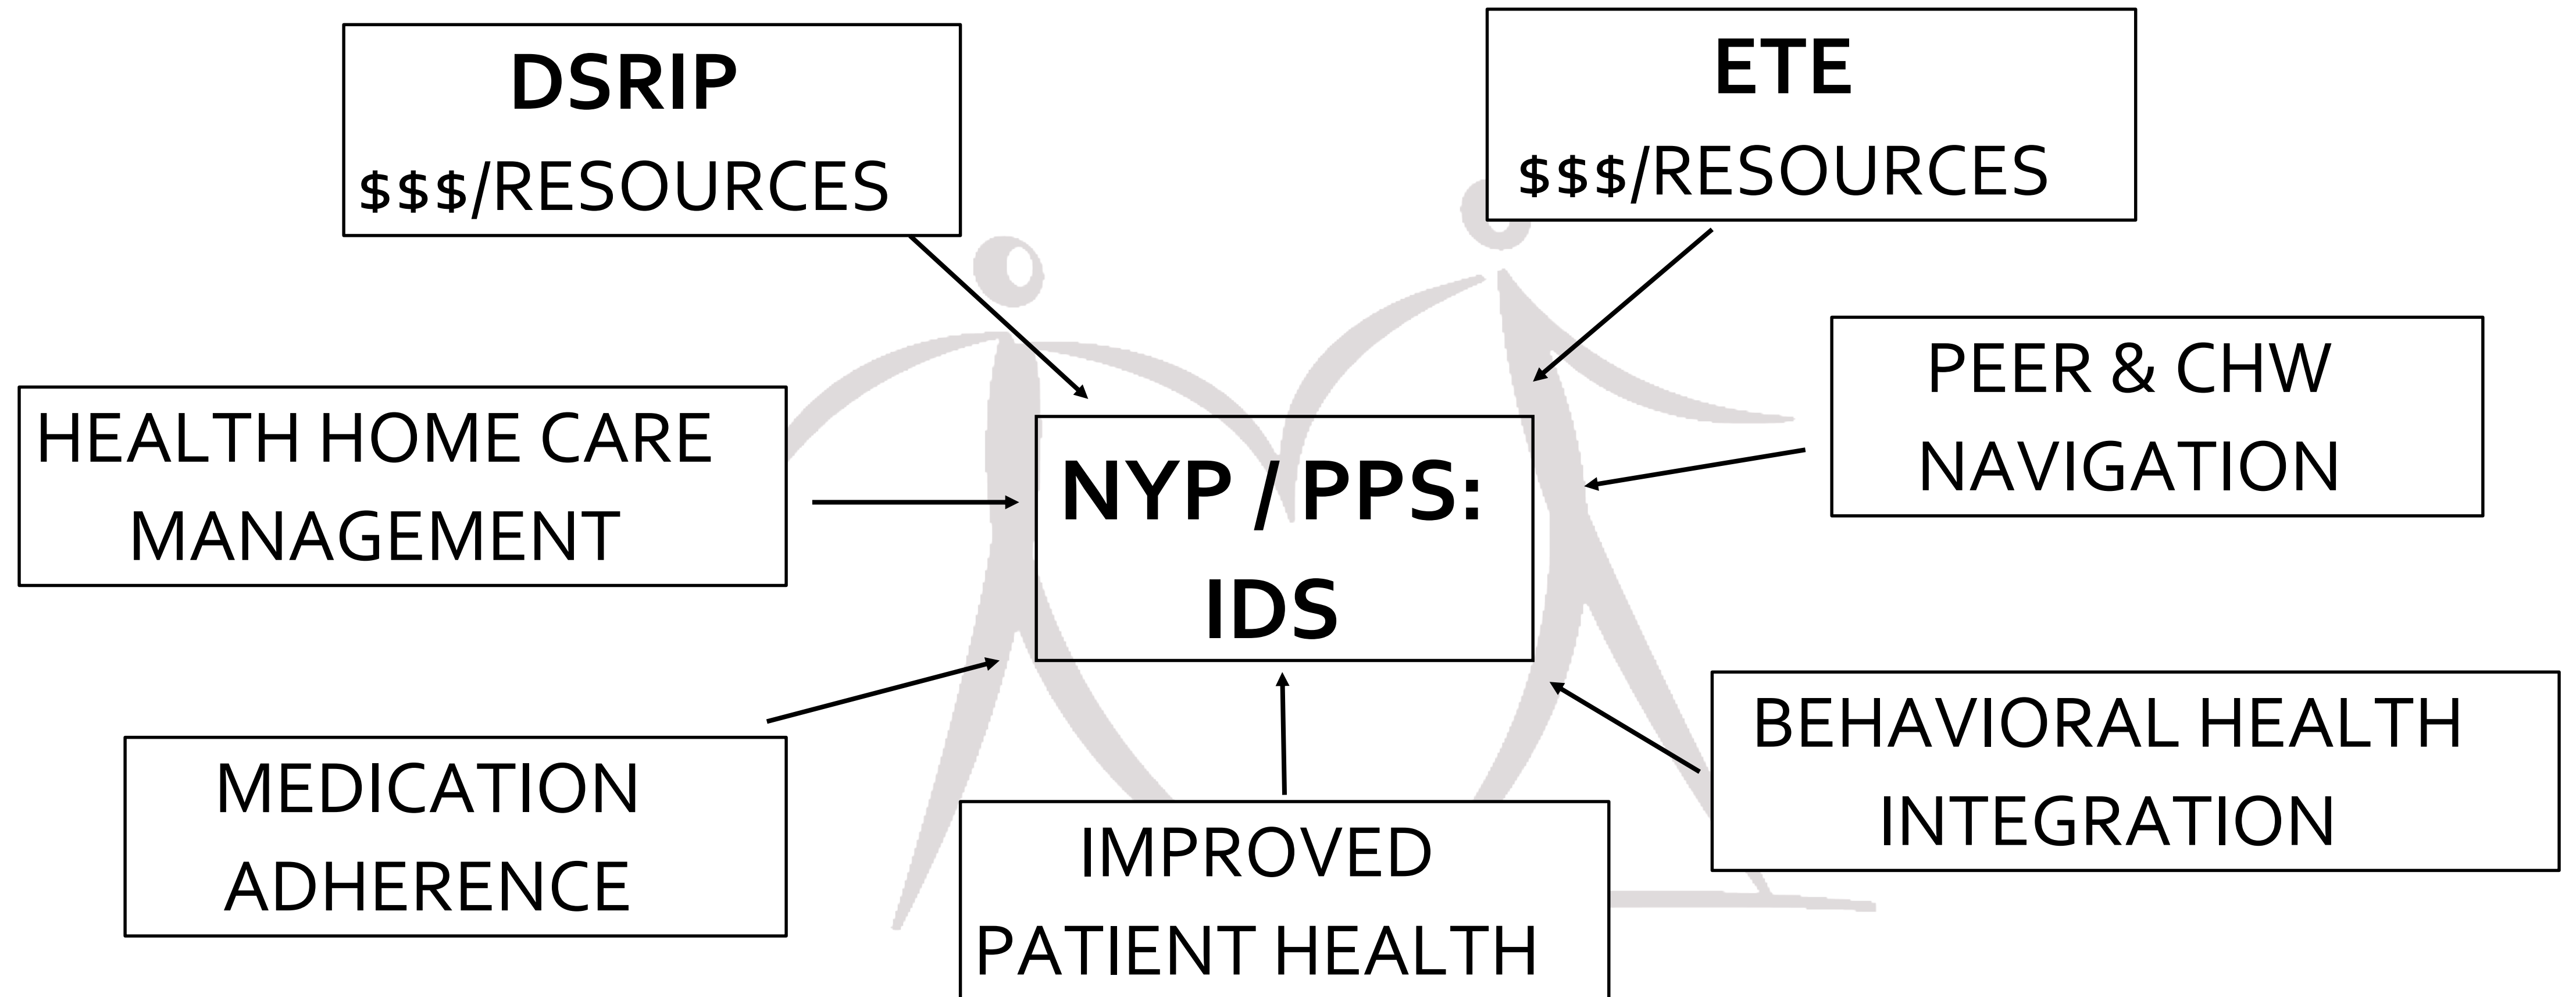 DSRIP
$$$/RESOURCES
ETE
$$$/RESOURCES
PEER & CHW
NAVIGATION
HEALTH HOME CARE
MANAGEMENT
NYP / PPS:
IDS
MEDICATION
ADHERENCE
IMPROVED
PATIENT HEALTH
BEHAVIORAL HEALTH
INTEGRATION